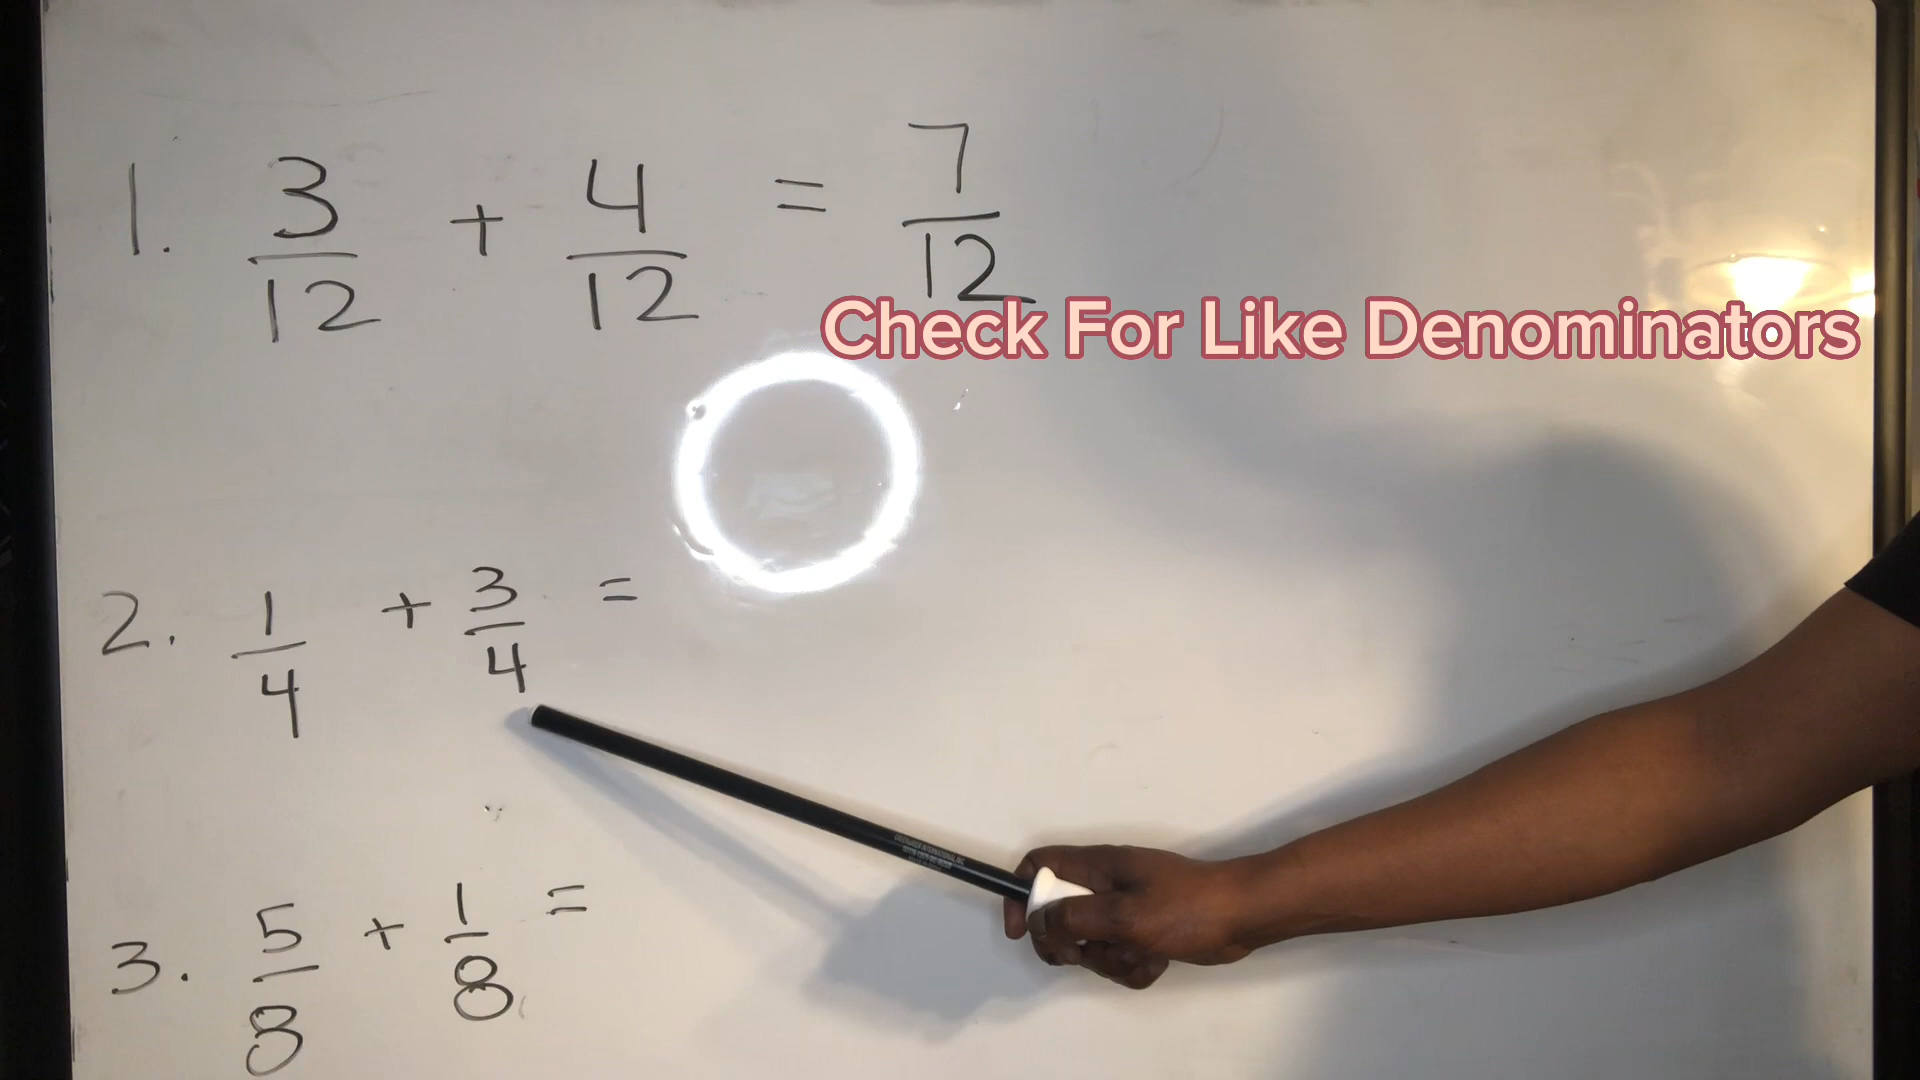 1. 3/12 + 4/12 = 7/12
Check For Like Denominators
2. 1/4 + 3/4 =
3. 5/8 + 1/8 =